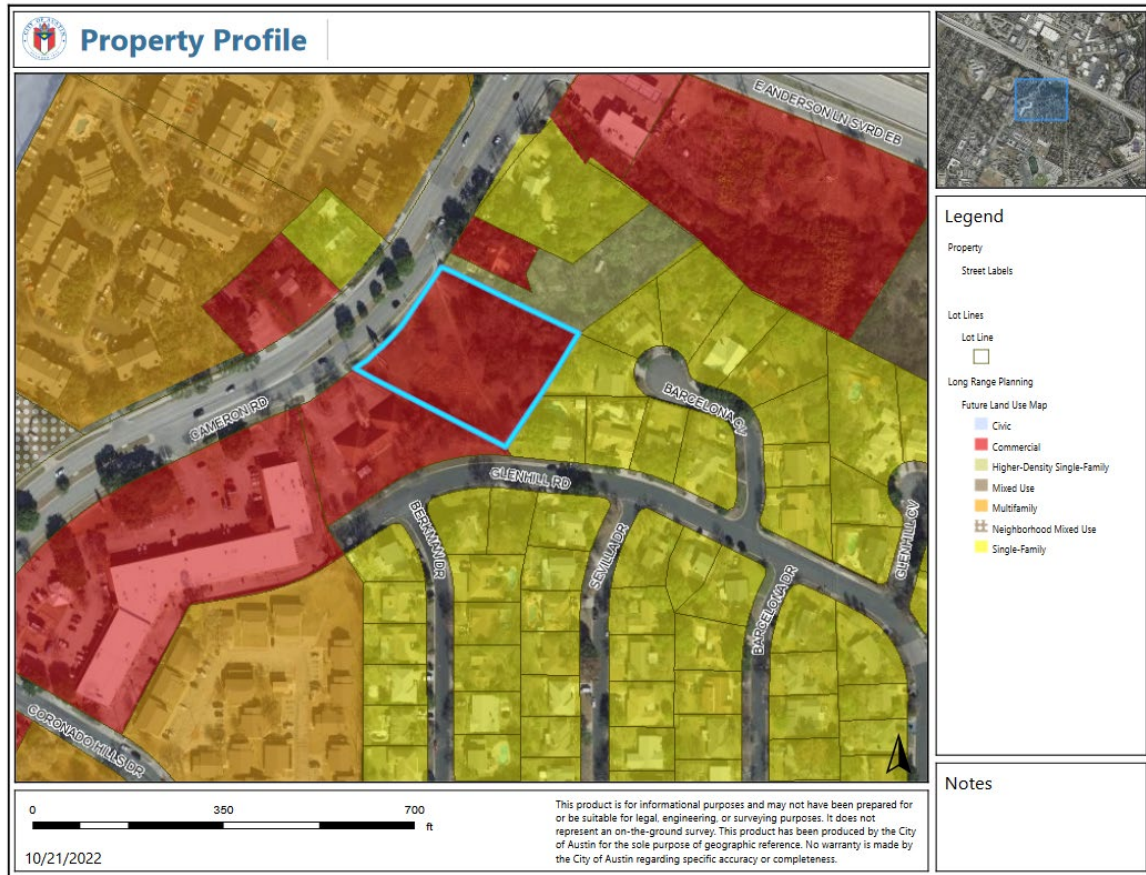 CITY OF AUSTIN
Property Profile
E ANDERSON LN SVRD EB
CAMERON RD
BARCELONA CV
GLENHILL RD
BERKMAN DR
SEVILLA DR
BARCELONA DR
GLENHILL CV
CORONADO HILLS DR
Legend
Property
Street Labels
Lot Lines
Lot Line
Long Range Planning
Future Land Use Map
Civic
Commercial
Higher-Density Single-Family
Mixed Use
Multifamily
Neighborhood Mixed Use
Single-Family
Notes
0 350 700
ft
10/21/2022
This product is for informational purposes and may not have been prepared for
or be suitable for legal, engineering, or surveying purposes. It does not
represent an on-the-ground survey. This product has been produced by the City
of Austin for the sole purpose of geographic reference. No warranty is made by
the City of Austin regarding specific accuracy or completeness.